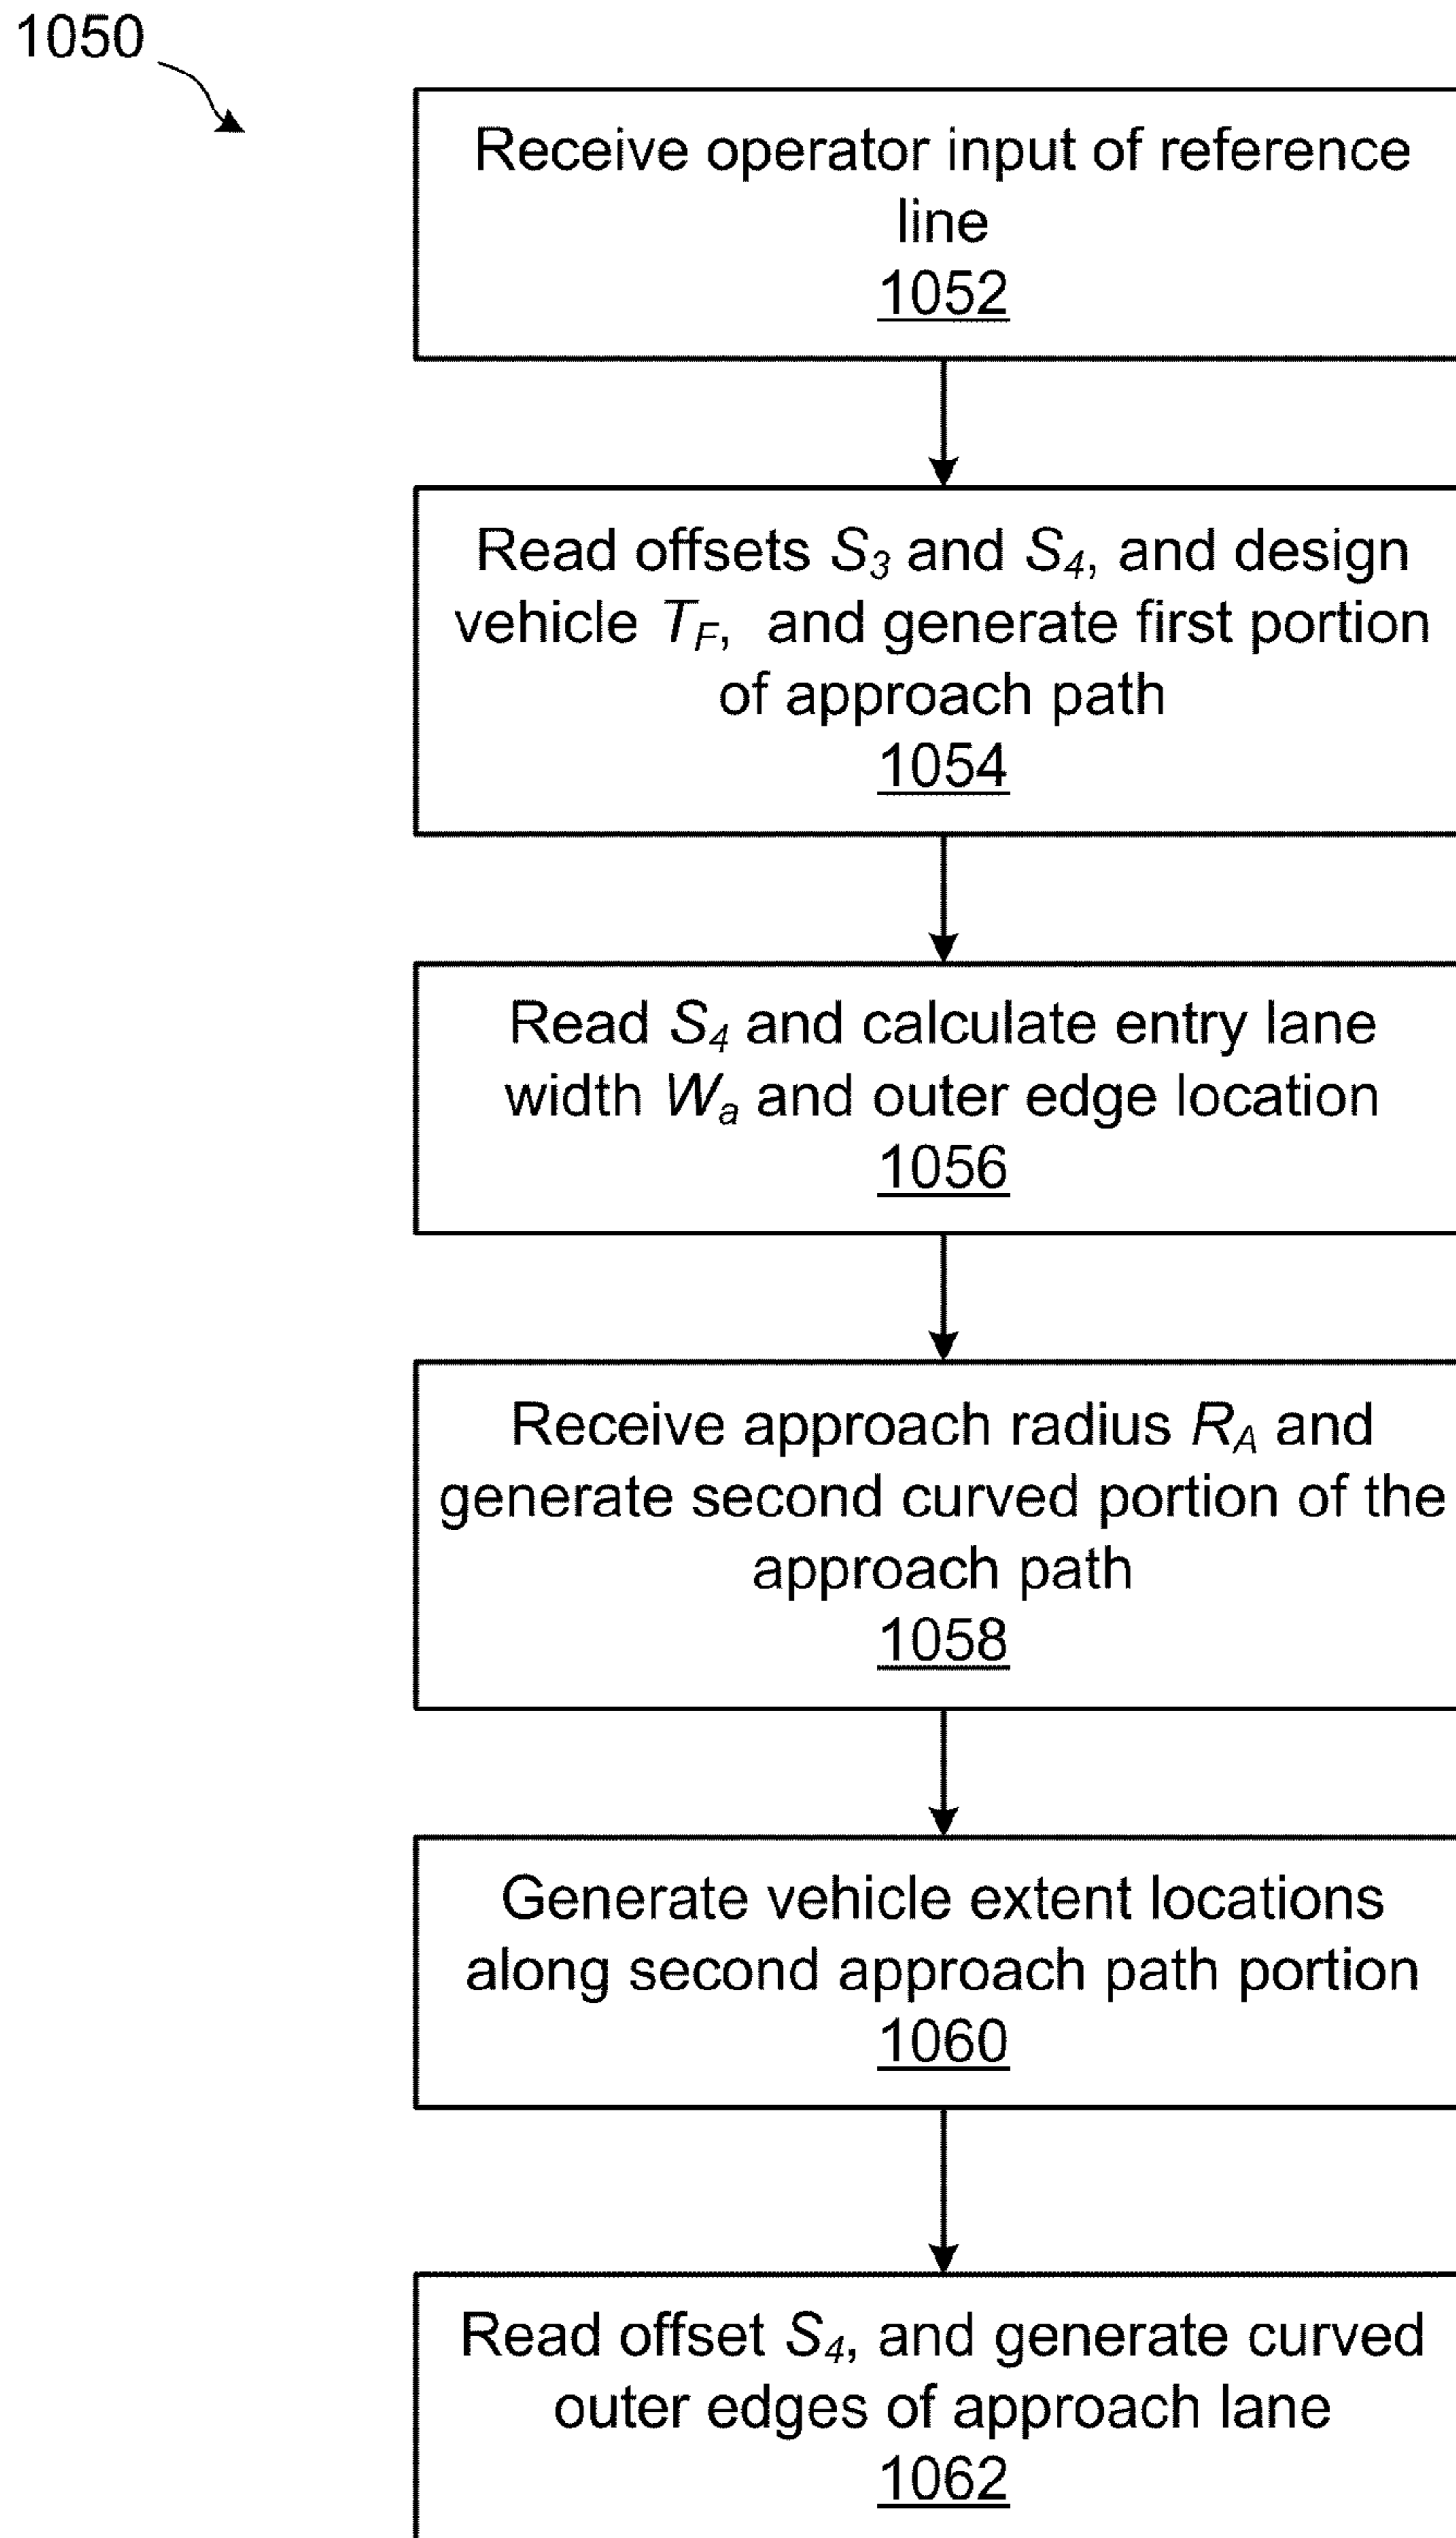 1050
Receive operator input of reference
line
1052
Read offsets S3 and S4, and design
vehicle TF, and generate first portion
of approach path
1054
Read S4 and calculate entry lane
width Wa and outer edge location
1056
Receive approach radius RA and
generate second curved portion of the
approach path
1058
Generate vehicle extent locations
along second approach path portion
1060
Read offset S4, and generate curved
outer edges of approach lane
1062